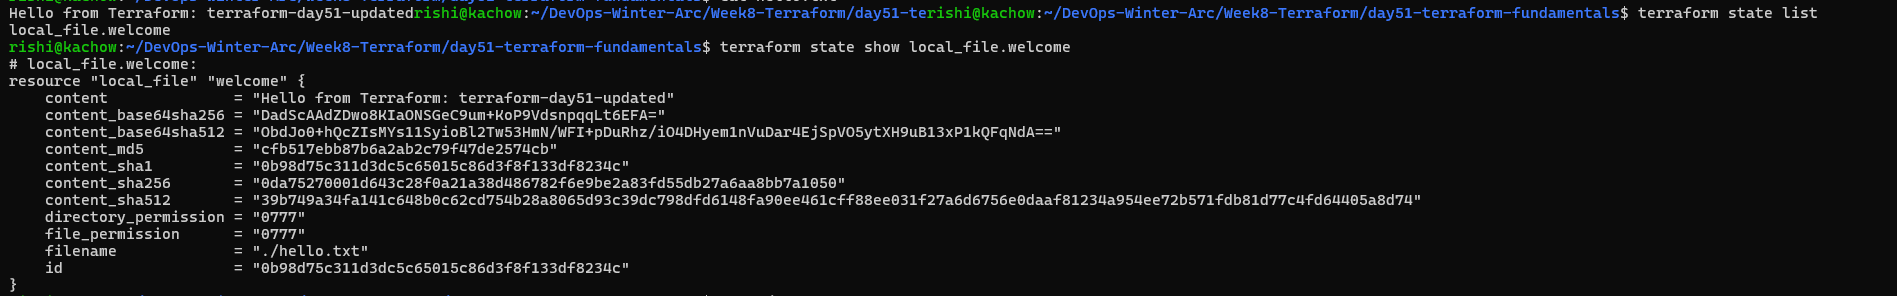 Hello from Terraform: terraform-day51-updatedrishi@kachow:~/DevOps-Winter-Arc/Week8-Terraform/day51-terishi@kachow:~/DevOps-Winter-Arc/Week8-Terraform/day51-terraform-fundamentals$ terraform state list
local_file.welcome
rishi@kachow:~/DevOps-Winter-Arc/Week8-Terraform/day51-terraform-fundamentals$ terraform state show local_file.welcome
# local_file.welcome:
resource "local_file" "welcome" {
    content              = "Hello from Terraform: terraform-day51-updated"
    content_base64sha256 = "DadScAAdZDwo8KIaONSGeC9um+KoP9VdsnpqqLt6EFA="
    content_base64sha512 = "ObdJo0+hQcZIsMYs11SyioBl2Tw53HmN/WFI+pDuRhz/iO4DHyem1nVuDar4EjSpVO5ytXH9uB13xP1kQFqNdA=="
    content_md5          = "cfb517ebb87b6a2ab2c79f47de2574cb"
    content_sha1         = "0b98d75c311d3dc5c65015c86d3f8f133df8234c"
    content_sha256       = "0da75270001d643c28f0a21a38d486782f6e9be2a83fd55db27a6aa8bb7a1050"
    content_sha512       = "39b749a34fa141c648b0c62cd754b28a8065d93c39dc798dfd6148fa90ee461cff88ee031f27a6d6756e0daaf81234a954ee72b571fdb81d77c4fd64405a8d74"
    directory_permission = "0777"
    file_permission      = "0777"
    filename             = "./hello.txt"
    id                   = "0b98d75c311d3dc5c65015c86d3f8f133df8234c"
}